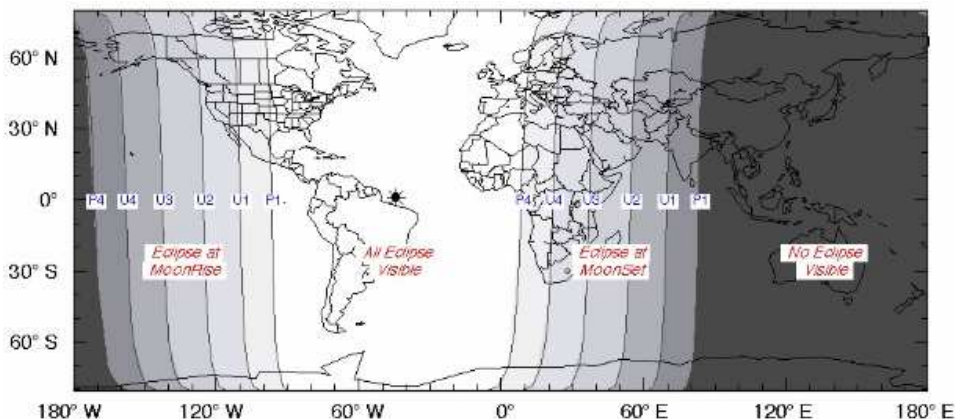 60° N
30° N
0°
P4 U4 U3 U2 U1 P1 P4 U4 U3 U2 U1 P1
Eclipse at
MoonRise
All Eclipse
Visible
Eclipse at
MoonSet
No Eclipse
Visible
30° S
60° S
180° W 120° W 60° W 0° 60° E 120° E 180° E